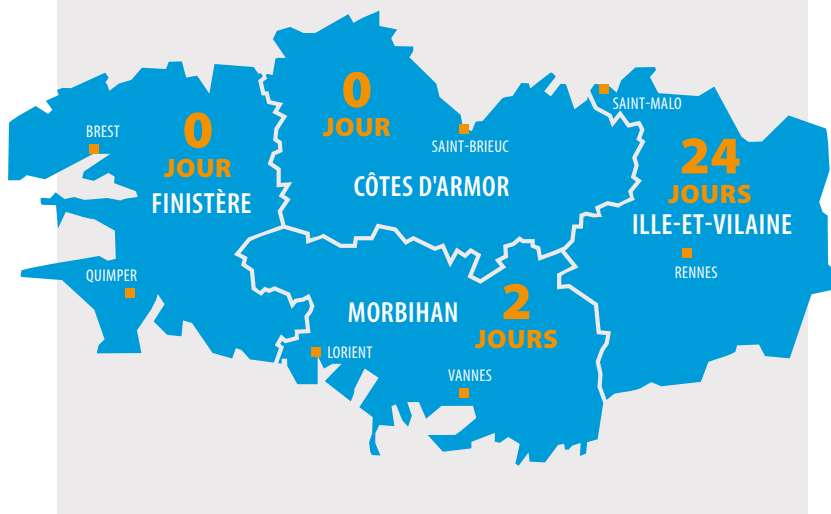 0
JOUR
SAINT-MALO
BREST
0
JOUR
SAINT-BRIEUC
24
JOURS
FINISTÈRE
CÔTES D'ARMOR
ILLE-ET-VILAINE
QUIMPER
RENNES
MORBIHAN
2
JOURS
LORIENT
VANNES